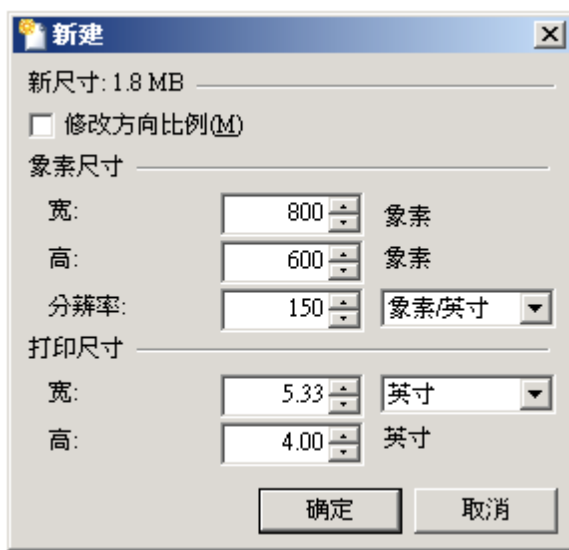 新建
新尺寸: 1.8 MB
修改方向比例(M)
象素尺寸
宽: 800 象素
高: 600 象素
分辨率: 150 象素/英寸
打印尺寸
宽: 5.33 英寸
高: 4.00 英寸
确定 取消